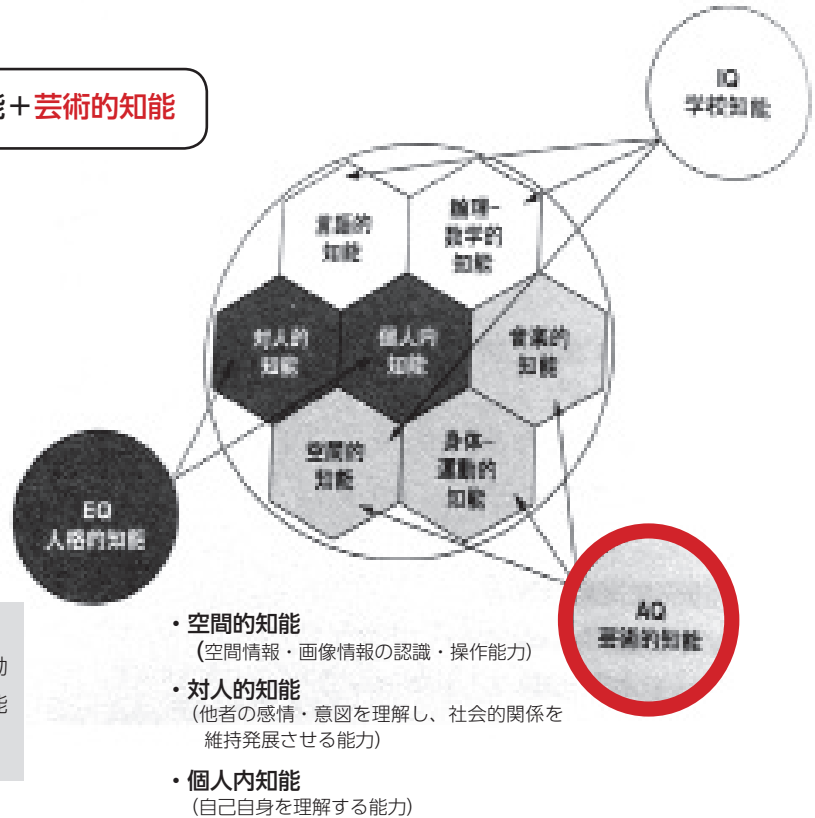 能+芸術的知能
IQ
学校知能
言語的
知能
論理-
数学的
知能
対人的
知能
個人内
知能
音楽的
知能
空間的
知能
身体-
運動的
知能
EQ
人格的知能
AQ
芸術的知能
動
能
・空間的知能
(空間情報・画像情報の認識・操作能力)
・対人的知能
(他者の感情・意図を理解し、社会的関係を
維持発展させる能力)
・個人内知能
(自己自身を理解する能力)